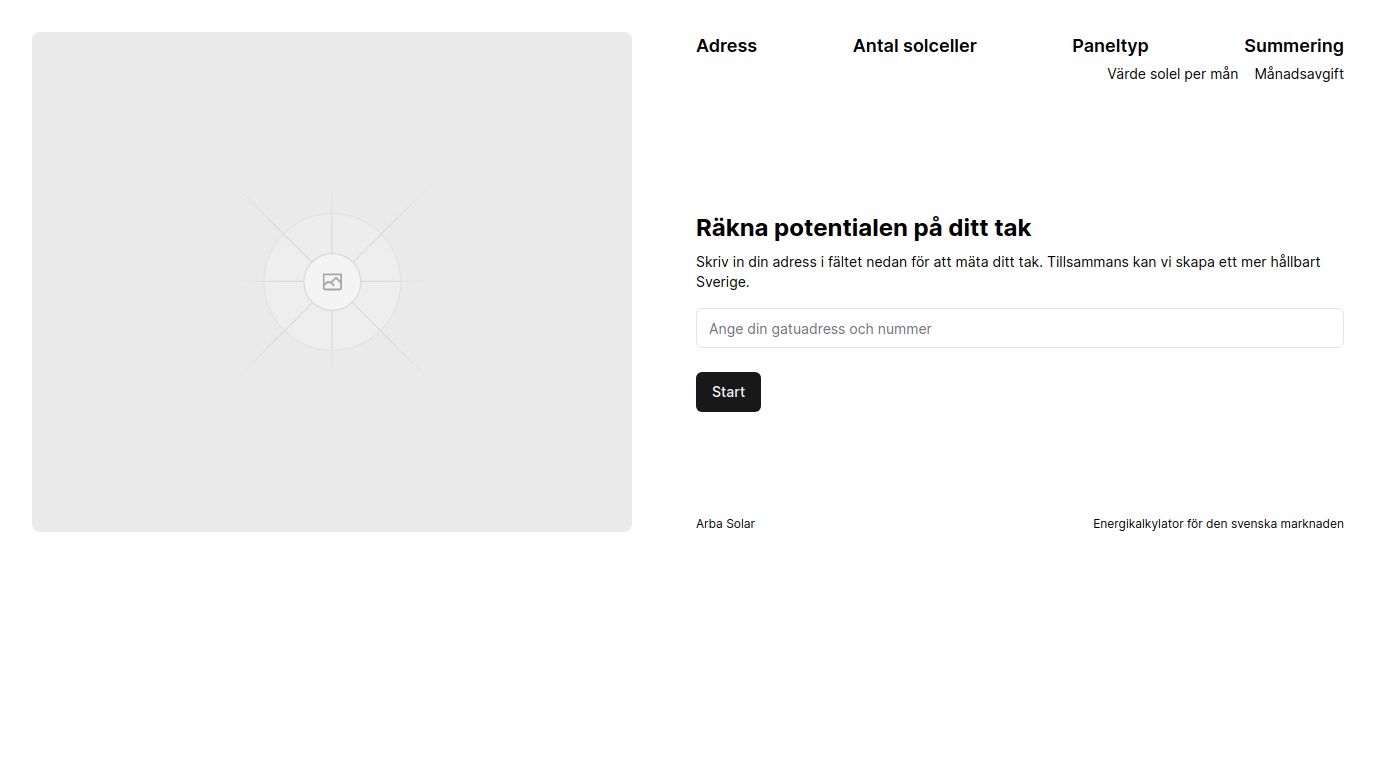 Adress Antal solceller Paneltyp Summering
Värde solel per mån Månadsavgift
Räkna potentialen på ditt tak
Skriv in din adress i fältet nedan för att mäta ditt tak. Tillsammans kan vi skapa ett mer hållbart
Sverige.
Ange din gatuadress och nummer
Start
Arba Solar Energikalkylator för den svenska marknaden